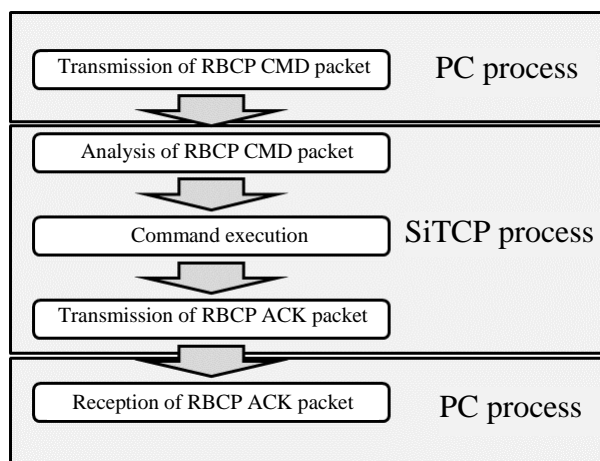 Transmission of RBCP CMD packet
PC process
Analysis of RBCP CMD packet
Command execution
SiTCP process
Transmission of RBCP ACK packet
Reception of RBCP ACK packet
PC process